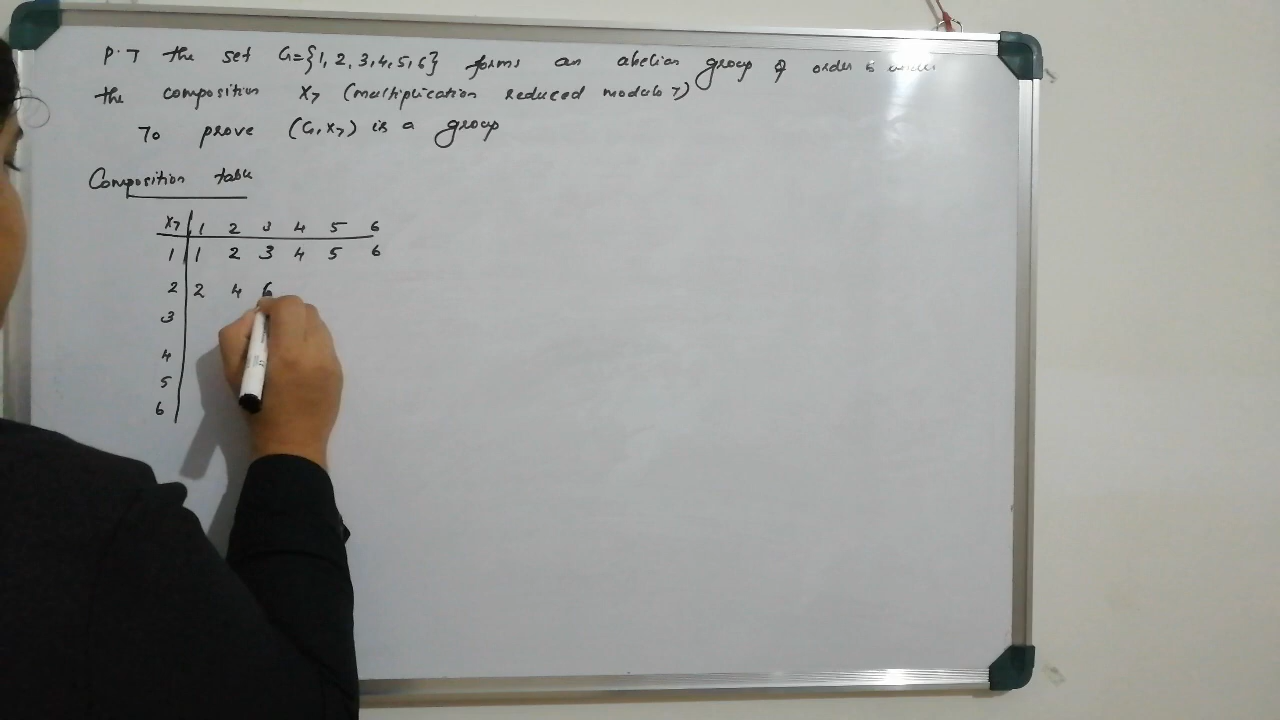 P.T the set G={1, 2, 3, 4, 5, 6} forms an abelian group of order 6 under
the composition X7 (multiplication reduced modulo 7)
To prove (G, X7) is a group
Composition table
X7 1 2 3 4 5 6
1 1 2 3 4 5 6
2 2 4 6
3
4
5
6